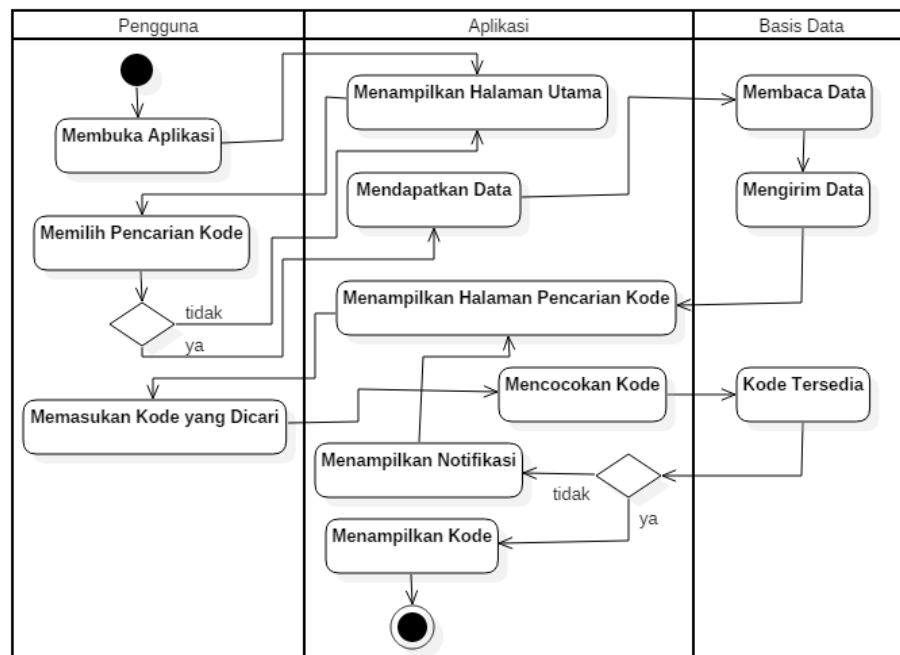 Pengguna
Aplikasi
Basis Data
Menampilkan Halaman Utama
Membaca Data
Membuka Aplikasi
Mendapatkan Data
Mengirim Data
Memilih Pencarian Kode
Menampilkan Halaman Pencarian Kode
tidak
ya
Mencocokan Kode
Kode Tersedia
Memasukan Kode yang Dicari
Menampilkan Notifikasi
tidak
ya
Menampilkan Kode